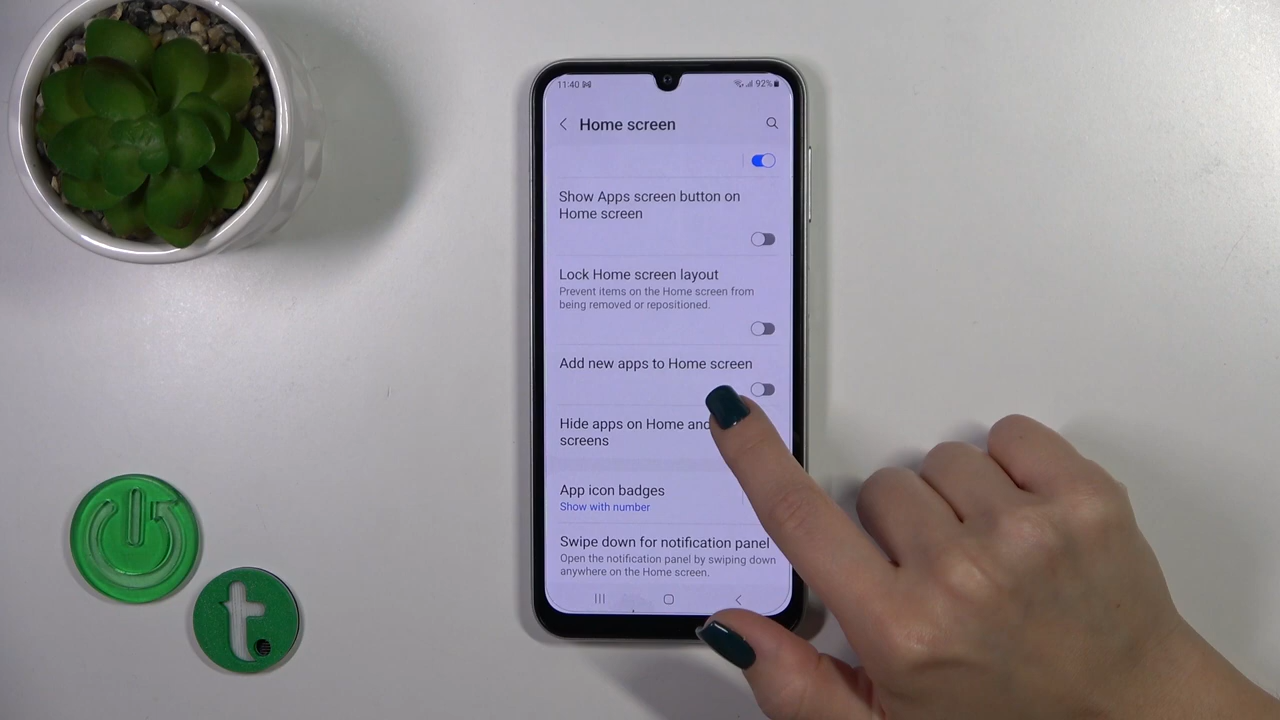 11:40
92%
Home screen
Show Apps screen button on
Home screen
Lock Home screen layout
Prevent items on the Home screen from
being removed or repositioned.
Add new apps to Home screen
Hide apps on Home and
screens
App icon badges
Show with number
Swipe down for notification panel
Open the notification panel by swiping down
anywhere on the Home screen.
t.